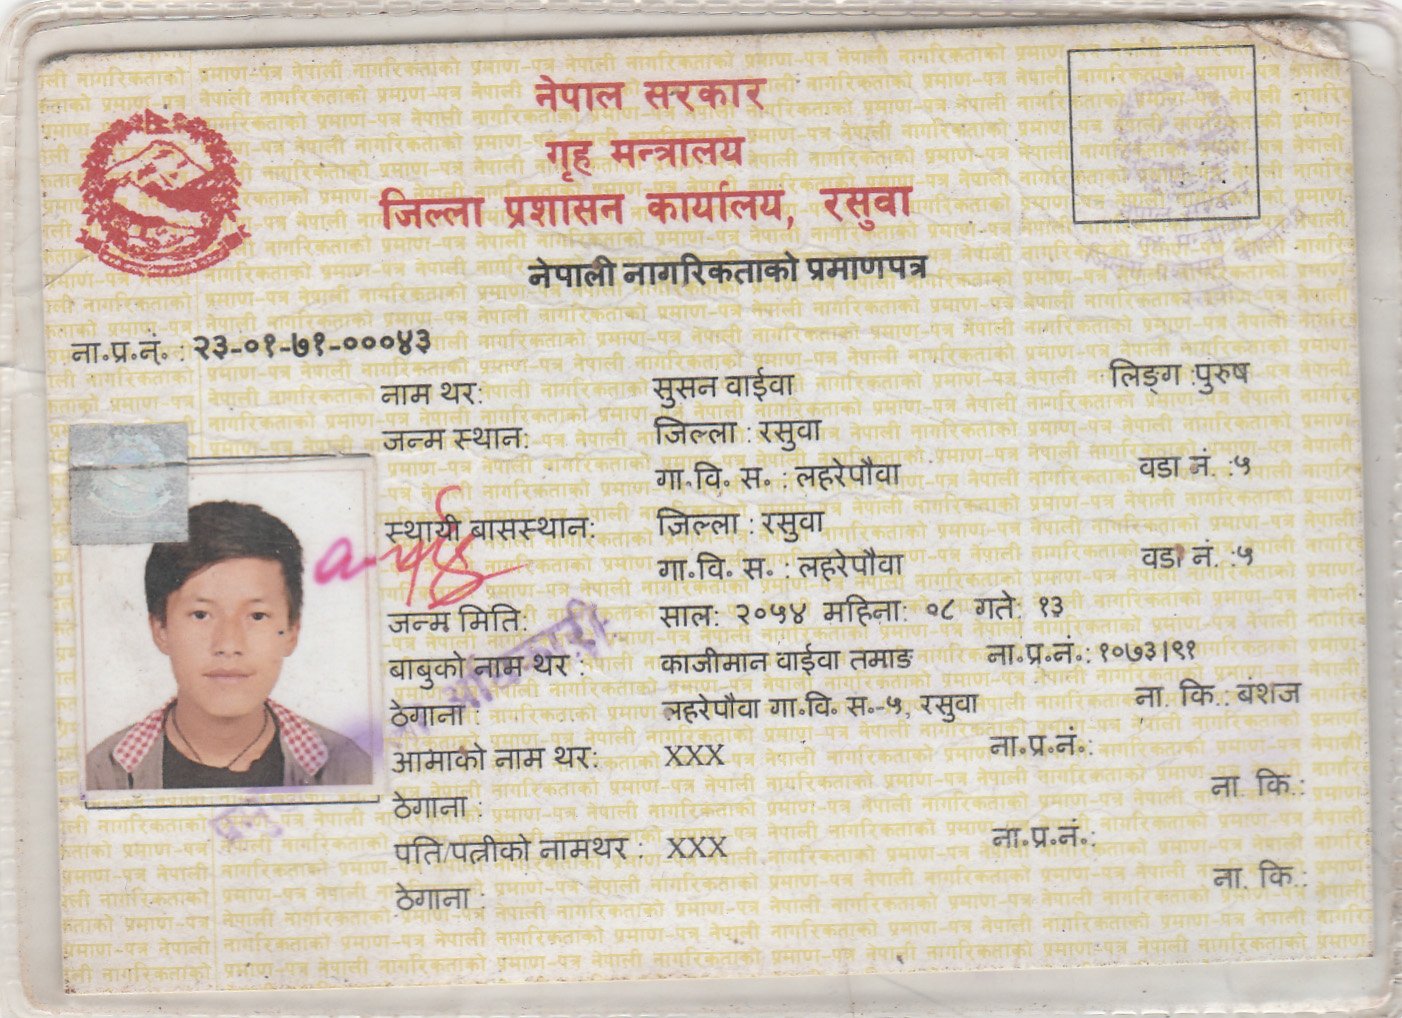 नेपाल सरकार
गृह मन्त्रालय
जिल्ला प्रशासन कार्यालय, रसुवा
नेपाली नागरिकताको प्रमाणपत्र
ना.प्र.नं. : २३-०१-७१-०००४३
नाम थर: सुसन वाईवा लिङ्ग :पुरुष
जन्म स्थान: जिल्ला : रसुवा
गा.वि. स. : लहरेपौवा वडा नं. :५
स्थायी बासस्थान: जिल्ला : रसुवा
गा.वि. स. : लहरेपौवा वडा नं. :५
जन्म मिति: साल: २०५४ महिना: ०८ गते: १३
बाबुको नाम थर : काजीमान वाईवा तमाङ ना.प्र.नं.: १०७३।९१
ठेगाना : लहरेपौवा गा.वि. स.-५, रसुवा ना. कि.: बंशज
आमाको नाम थर: XXX ना.प्र.नं.:
ठेगाना : ना. कि.:
पति/पत्नीको नामथर : XXX ना.प्र.नं.:
ठेगाना : ना. कि.: